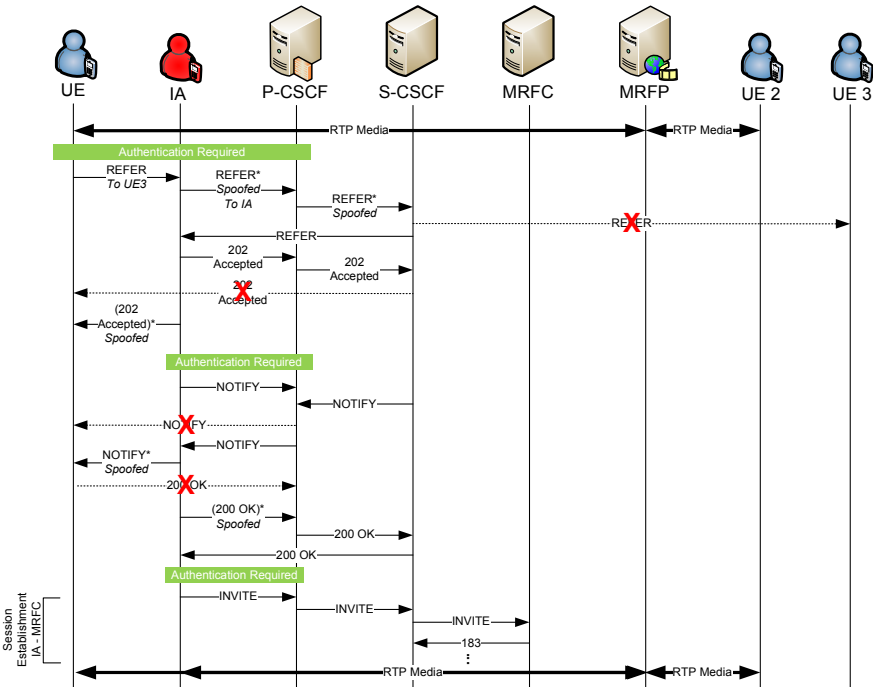 UE
IA
P-CSCF
S-CSCF
MRFC
MRFP
UE 2
UE 3
RTP Media
RTP Media
Authentication Required
REFER
To UE3
REFER*
Spoofed
To IA
REFER*
Spoofed
REFER
REFER
202
Accepted
202
Accepted
202
Accepted
(202
Accepted)*
Spoofed
Authentication Required
NOTIFY
NOTIFY
NOTIFY
NOTIFY
NOTIFY*
Spoofed
200 OK
(200 OK)*
Spoofed
200 OK
200 OK
Authentication Required
Session
Establishment
IA - MRFC
INVITE
INVITE
INVITE
183
⋮
RTP Media
RTP Media